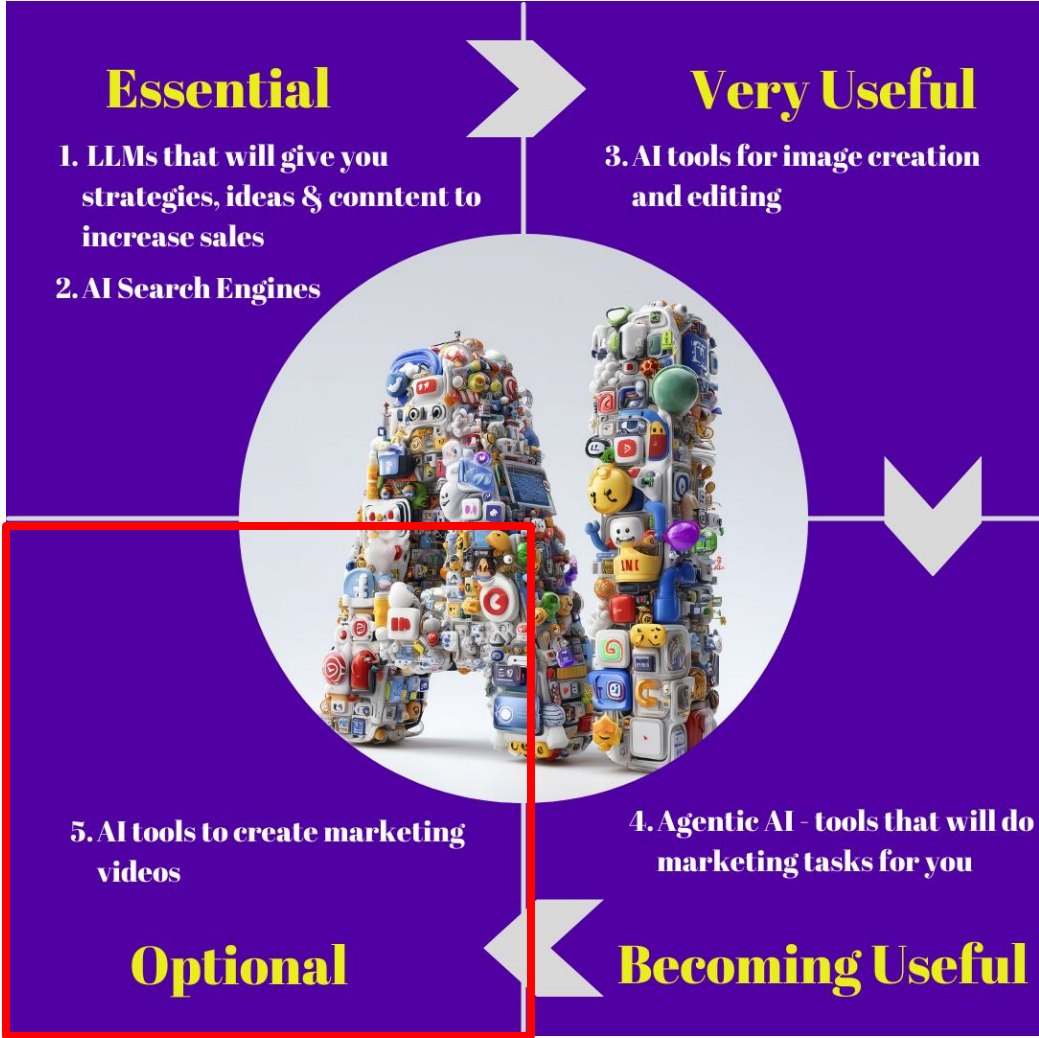 Essential
1. LLMs that will give you
strategies, ideas & conntent to
increase sales
2. AI Search Engines
Very Useful
3. AI tools for image creation
and editing
AI
4. Agentic AI - tools that will do
marketing tasks for you
Becoming Useful
5. AI tools to create marketing
videos
Optional